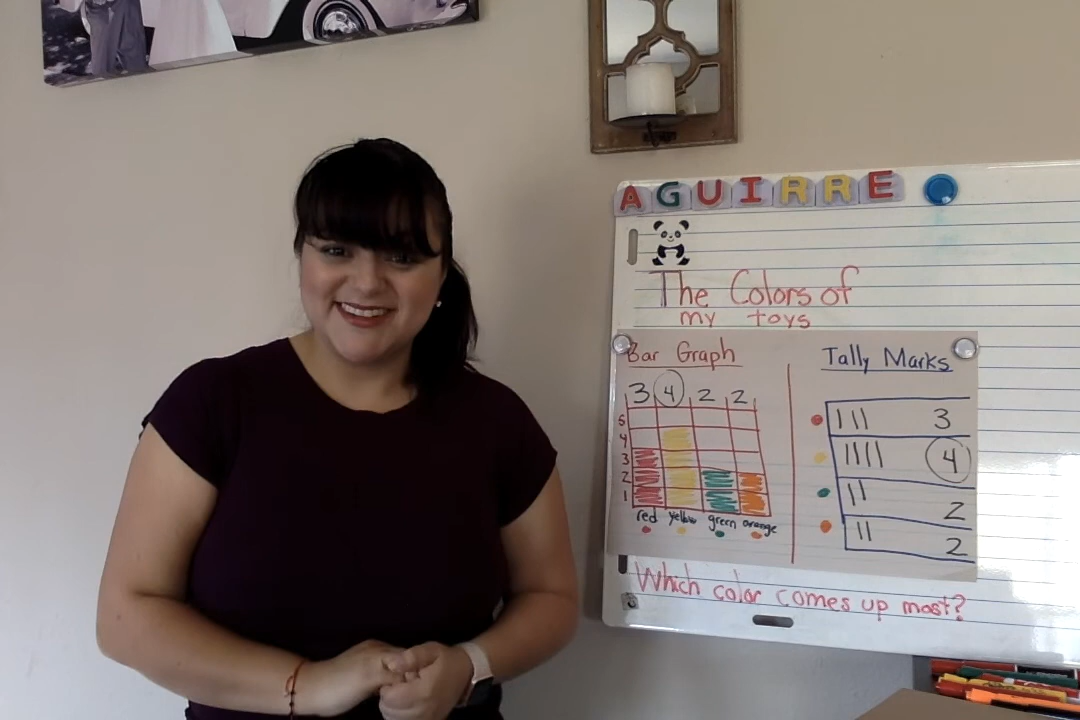 AGUIRRE
The Colors of
my toys
Bar Graph
3 4 2 2
5
4
3
2
1
red yellow green orange
Tally Marks
||| 3
|||| 4
|| 2
|| 2
Which color comes up most?